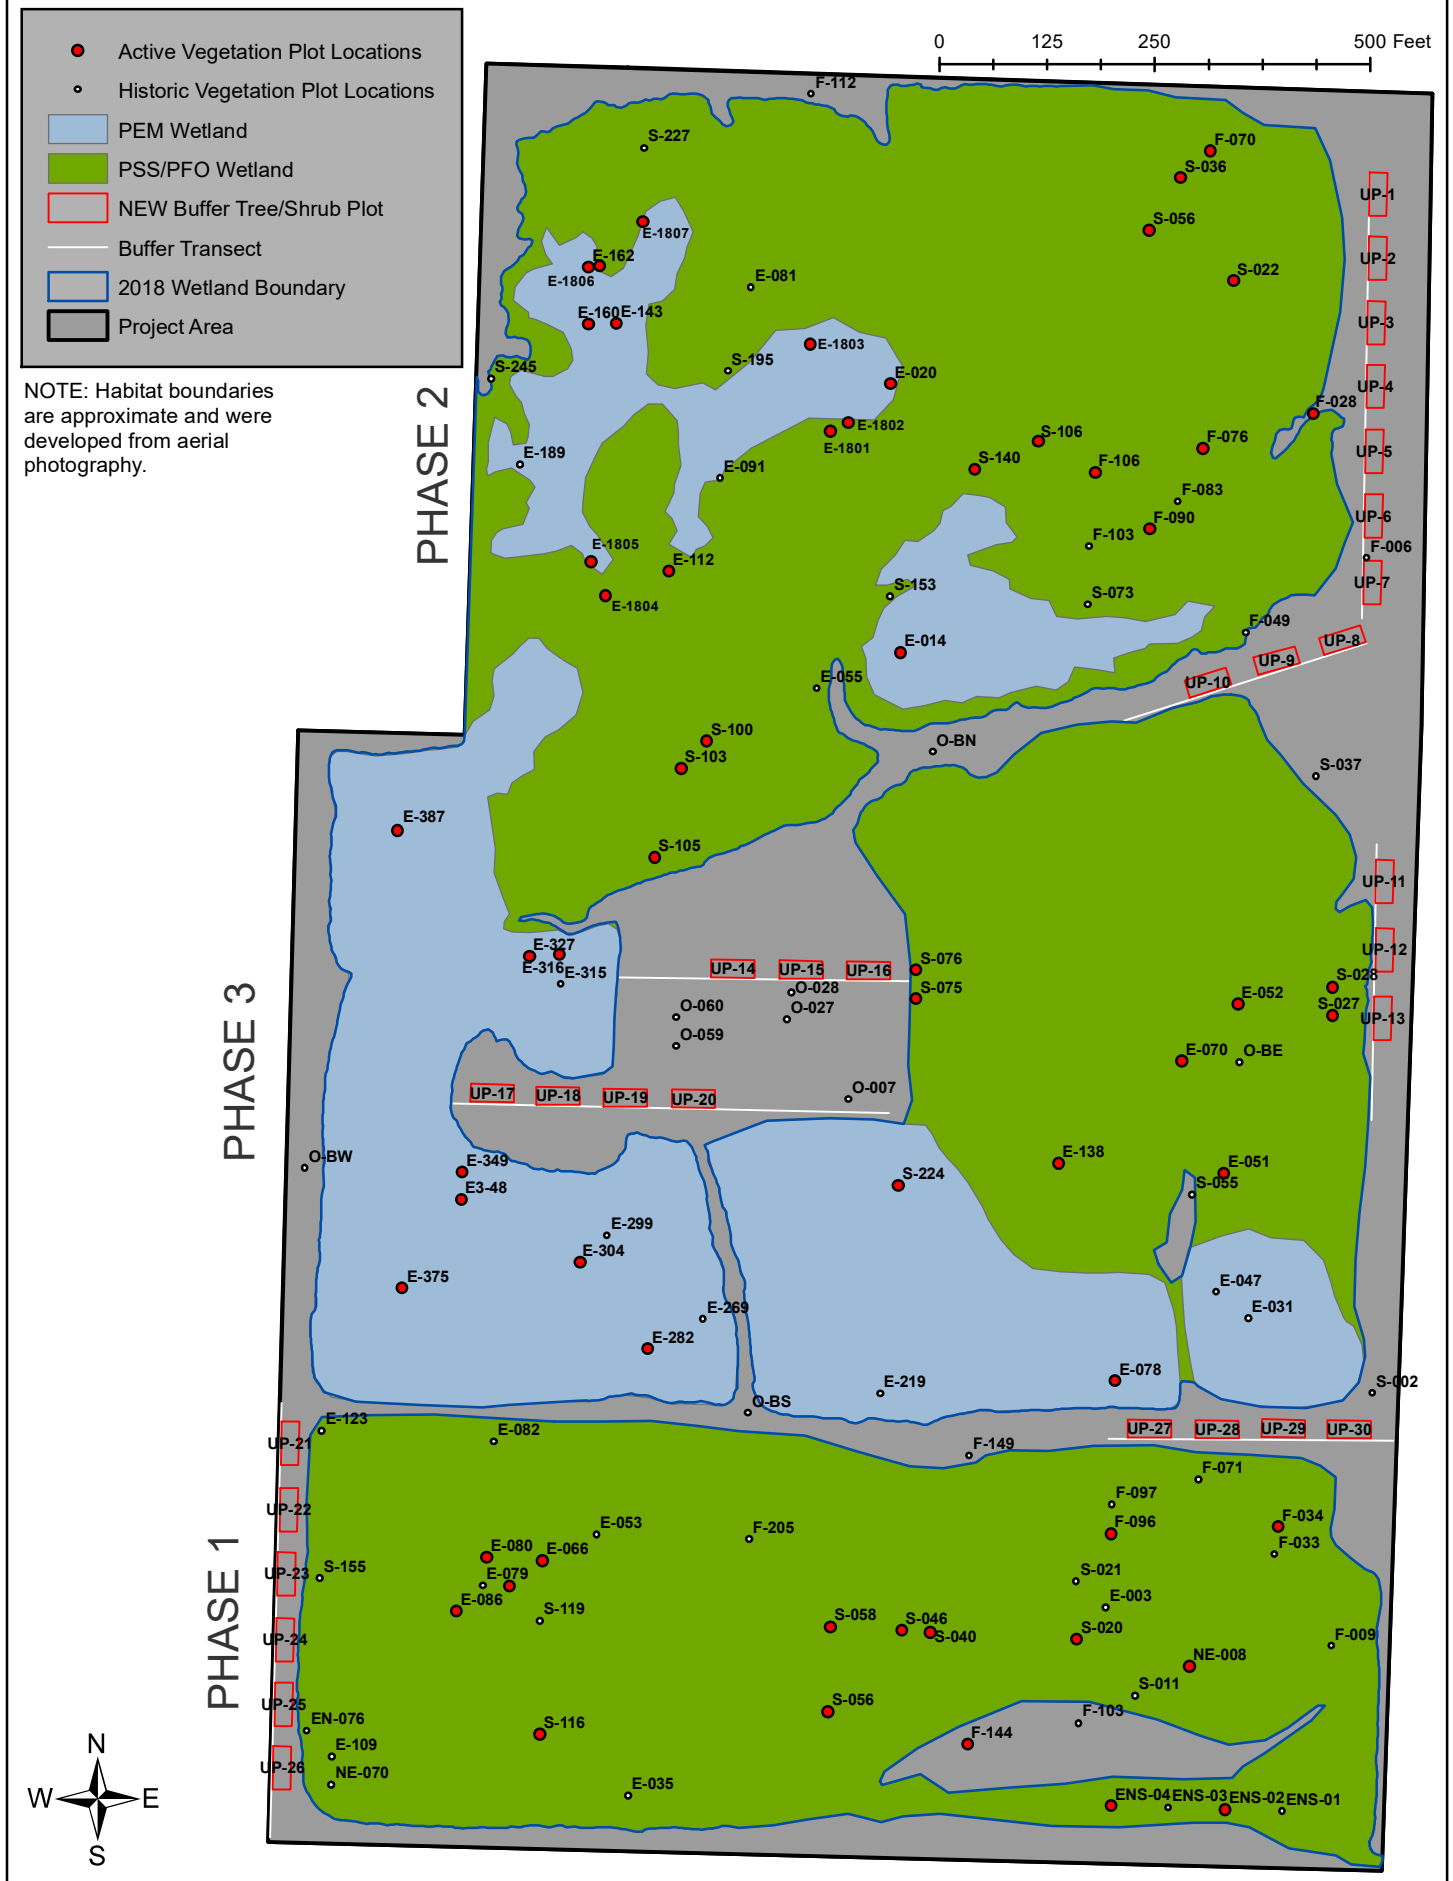 Active Vegetation Plot Locations
Historic Vegetation Plot Locations
PEM Wetland
PSS/PFO Wetland
NEW Buffer Tree/Shrub Plot
Buffer Transect
2018 Wetland Boundary
Project Area
NOTE: Habitat boundaries
are approximate and were
developed from aerial
photography.
0 125 250 500 Feet
PHASE 2
F-112
S-227
F-070
S-036
UP-1
E-1807
S-056
E-162
UP-2
E-1806
E-081
S-022
E-160
E-143
UP-3
E-1803
S-195
S-245
E-020
UP-4
F-028
E-1802
E-1801
S-106
F-076
UP-5
E-189
E-091
S-140
F-106
F-083
F-090
UP-6
F-103
E-1805
F-006
E-112
UP-7
E-1804
S-153
S-073
F-049
E-014
UP-8
UP-9
UP-10
E-055
S-100
O-BN
S-103
S-037
PHASE 3
E-387
S-105
UP-11
E-327
E-316
E-315
UP-12
UP-14
UP-15
UP-16
S-076
S-028
O-028
S-075
E-052
S-027
UP-13
O-060
O-027
O-059
E-070
O-BE
UP-17
UP-18
UP-19
UP-20
O-007
O-BW
E-349
E-138
E-051
E3-48
S-224
S-055
E-299
E-304
E-375
E-047
E-269
E-031
E-282
E-078
E-219
S-002
O-BS
PHASE 1
E-123
UP-21
E-082
F-149
UP-27
UP-28
UP-29
UP-30
F-071
UP-22
F-097
E-053
F-205
F-096
F-034
F-033
E-080
E-066
UP-23
S-155
E-079
S-021
E-086
S-119
E-003
S-058
S-046
S-040
S-020
UP-24
F-009
NE-008
S-011
UP-25
S-056
EN-076
S-116
F-103
F-144
E-109
UP-26
NE-070
E-035
ENS-04
ENS-03
ENS-02
ENS-01
N
W E
S